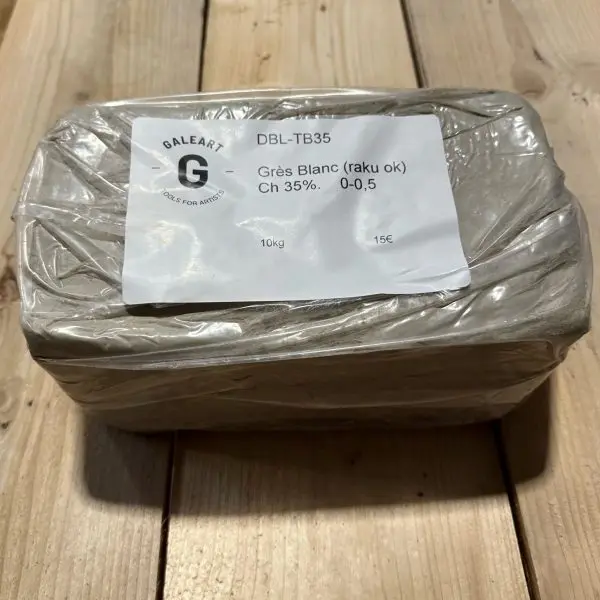 GALEART
- G -
TOOLS FOR ARTISTS
DBL-TB35
Grès Blanc (raku ok)
Ch 35%. 0-0,5
10kg 15€